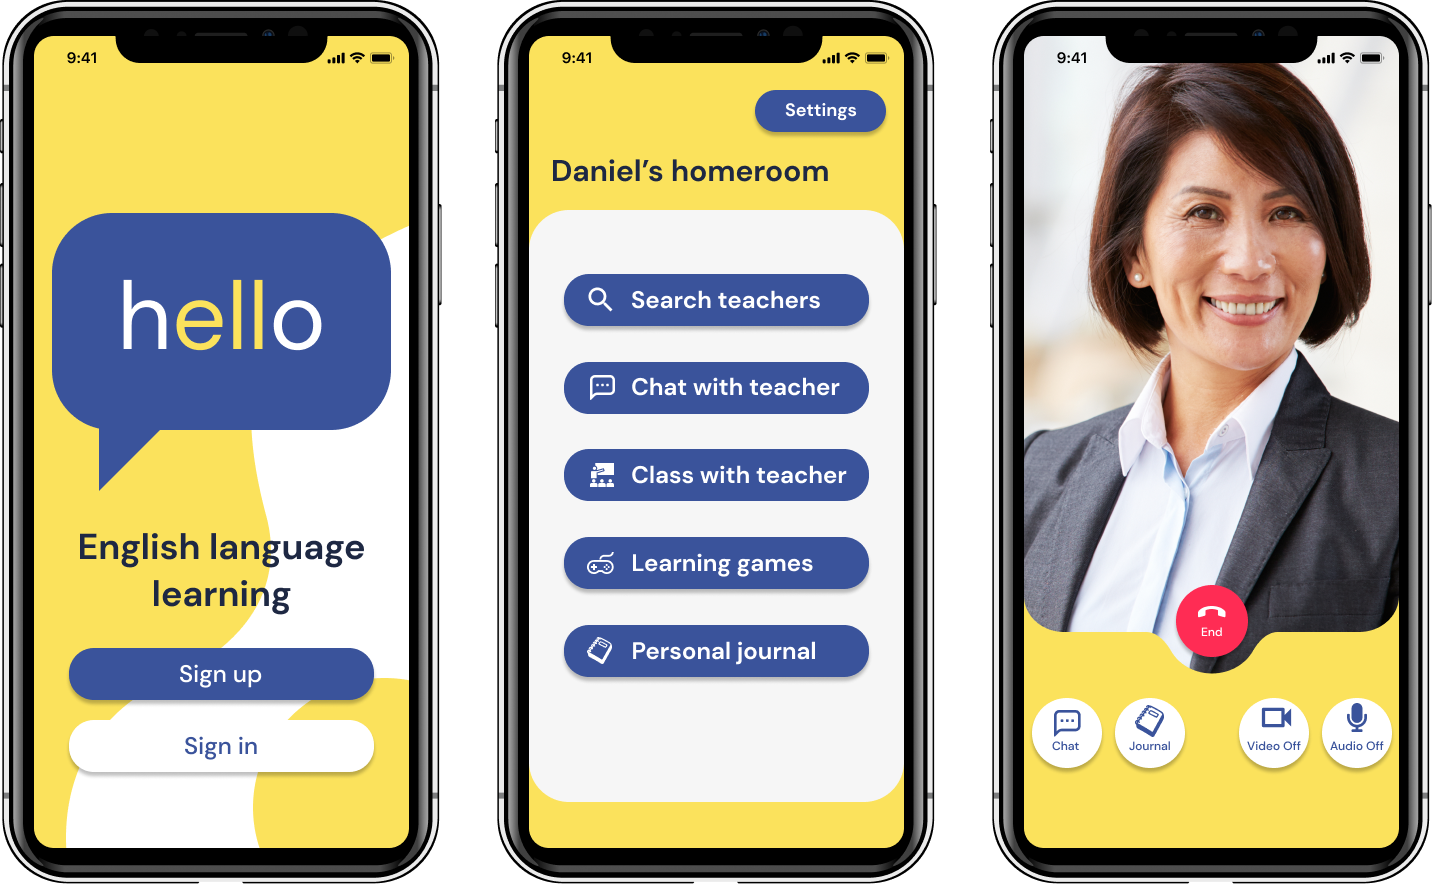 9:41
hello
English language
learning
Sign up
Sign in
9:41
Settings
Daniel’s homeroom
Search teachers
Chat with teacher
Class with teacher
Learning games
Personal journal
9:41
End
Chat
Journal
Video Off
Audio Off